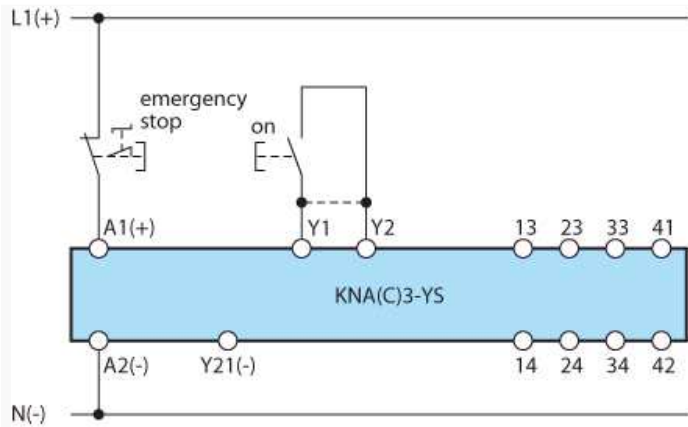 L1(+)
emergency
stop
on
A1(+) Y1 Y2 13 23 33 41
KNA(C)3-YS
A2(-) Y21(-) 14 24 34 42
N(-)